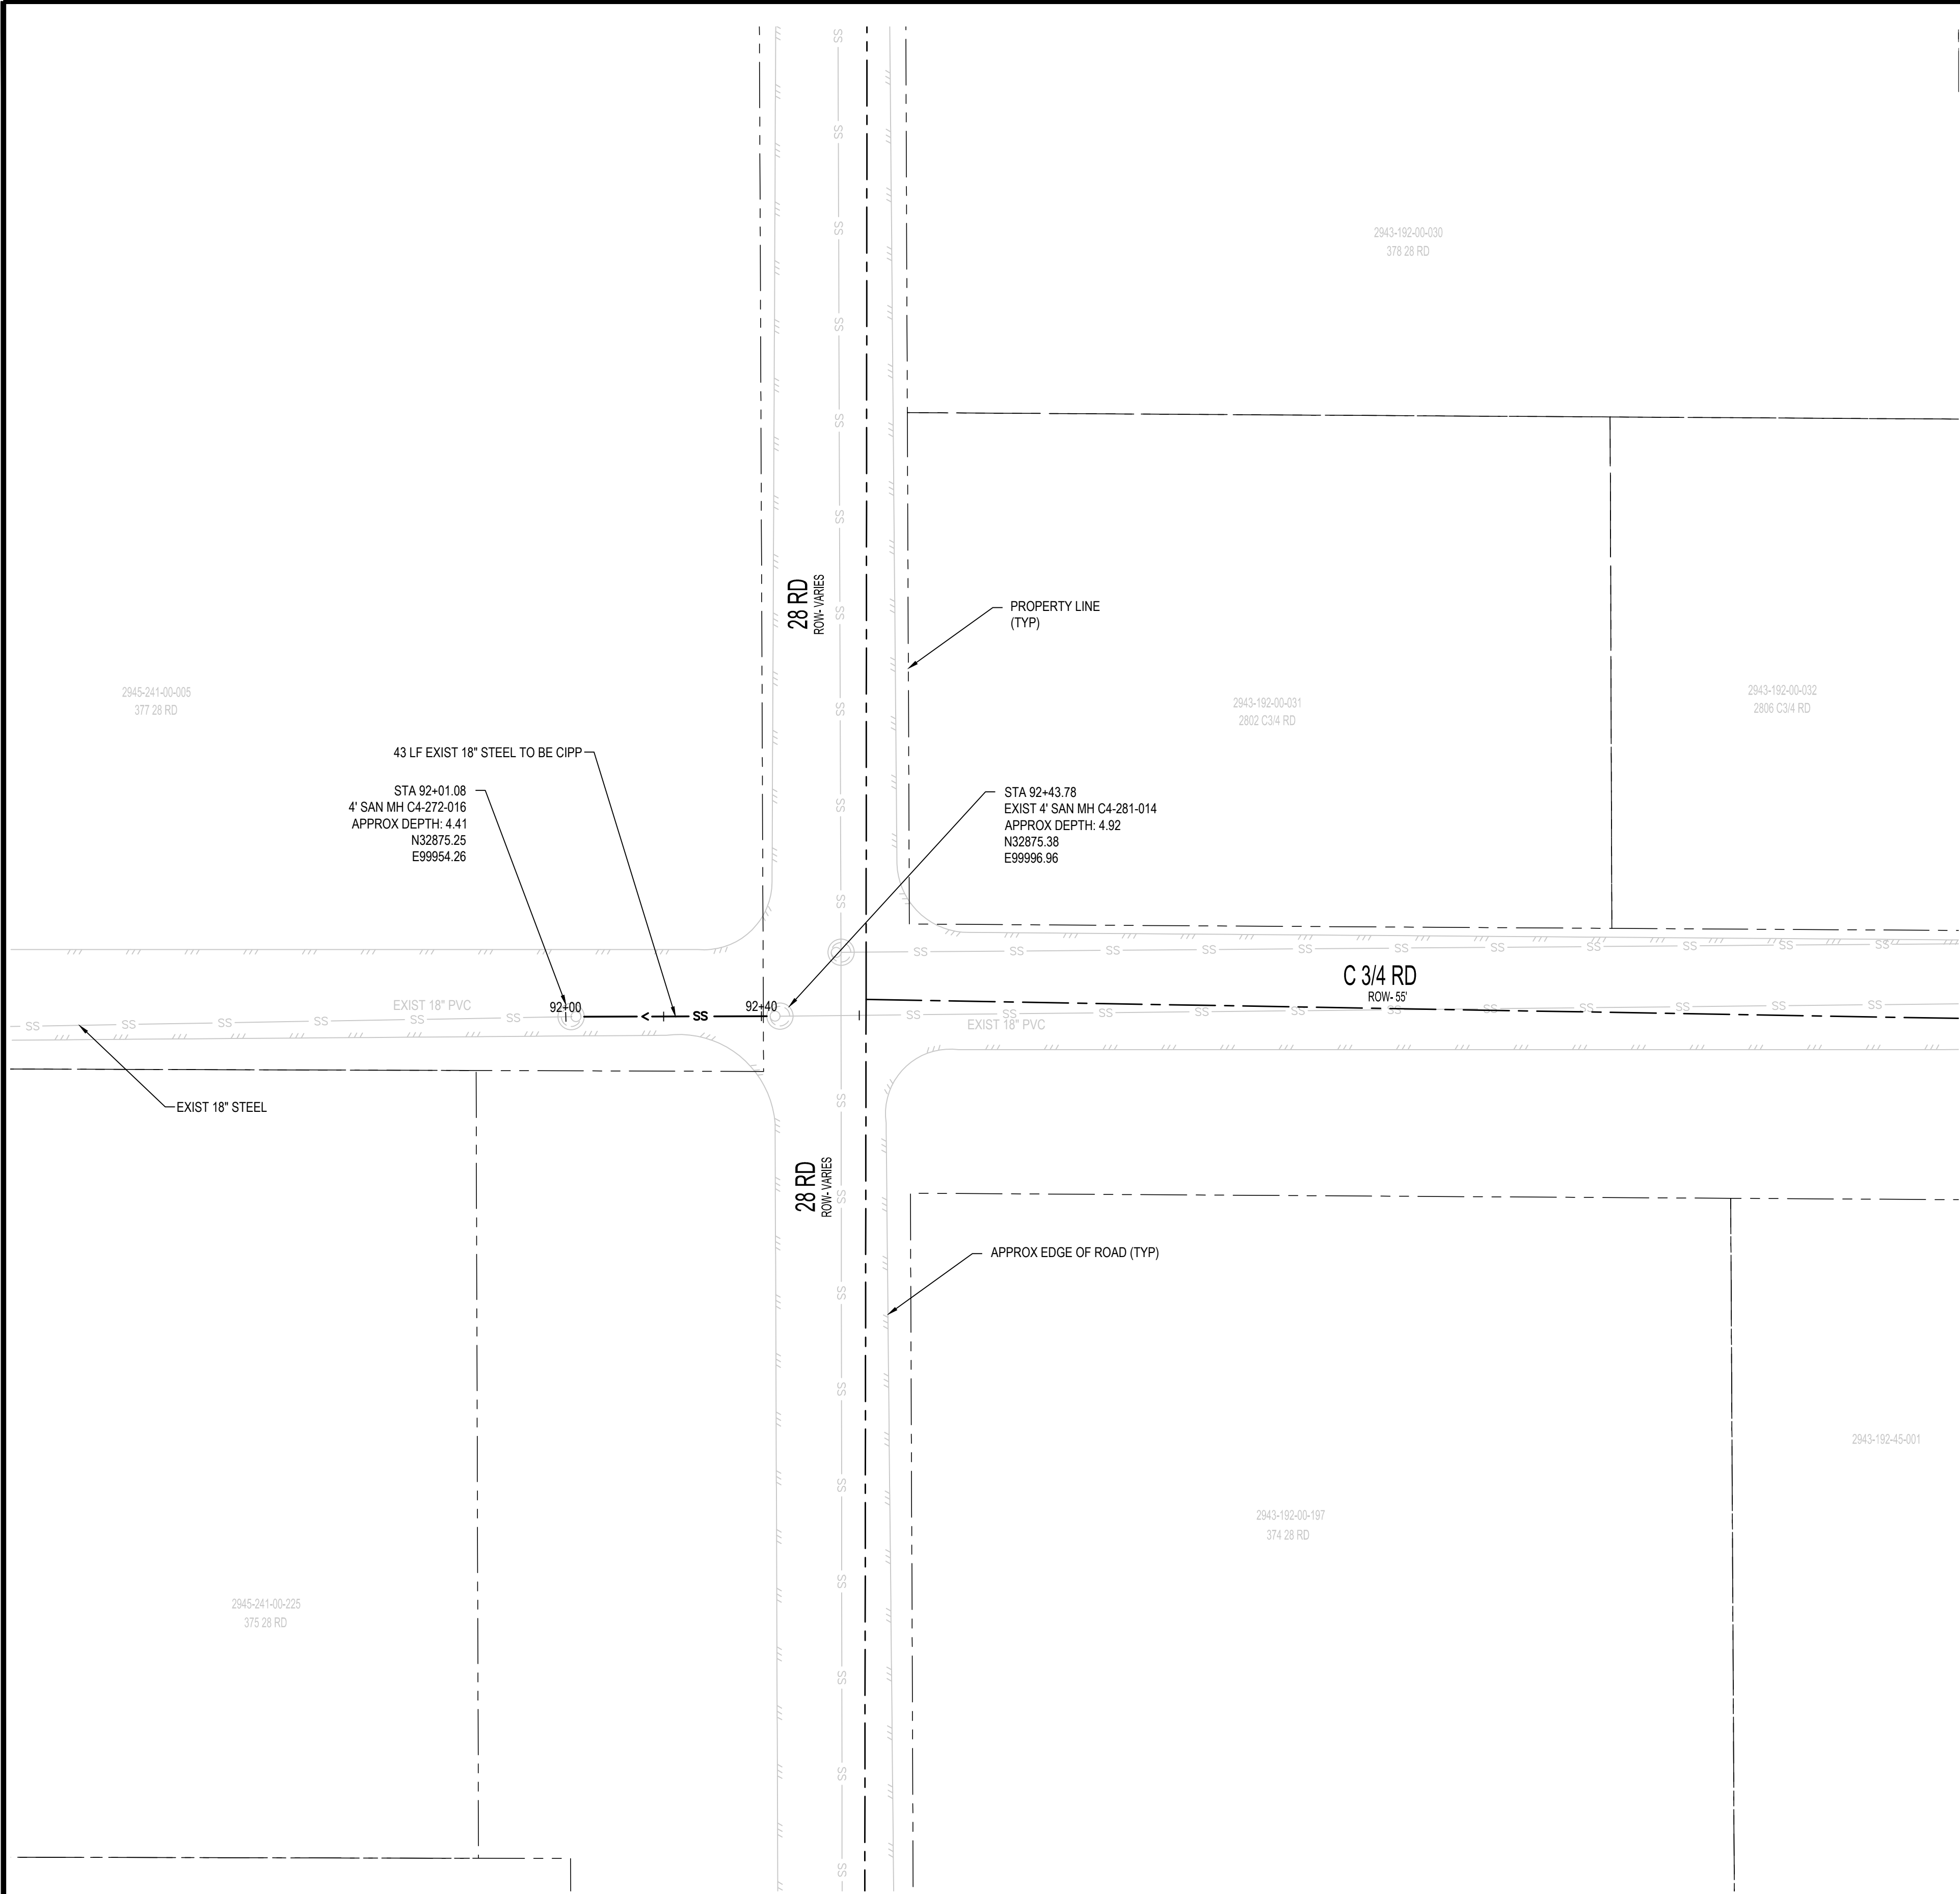 2943-192-00-030
378 28 RD
28 RD
ROW- VARIES
PROPERTY LINE
(TYP)
2945-241-00-005
377 28 RD
2943-192-00-031
2802 C3/4 RD
2943-192-00-032
2806 C3/4 RD
43 LF EXIST 18" STEEL TO BE CIPP
STA 92+01.08
4' SAN MH C4-272-016
APPROX DEPTH: 4.41
N32875.25
E99954.26
STA 92+43.78
EXIST 4' SAN MH C4-281-014
APPROX DEPTH: 4.92
N32875.38
E99996.96
C 3/4 RD
ROW- 55'
EXIST 18" PVC
92+00
92+40
SS
EXIST 18" PVC
EXIST 18" STEEL
28 RD
ROW- VARIES
APPROX EDGE OF ROAD (TYP)
2943-192-45-001
2943-192-00-197
374 28 RD
2945-241-00-225
375 28 RD